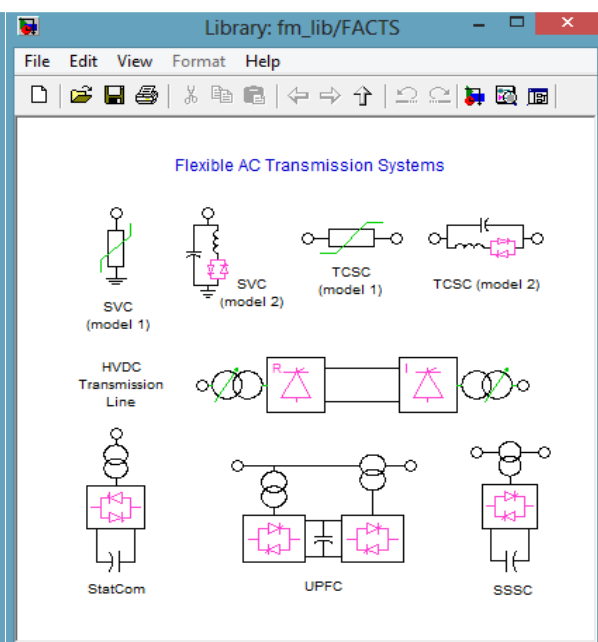 Library: fm_lib/FACTS
File Edit View Format Help
Flexible AC Transmission Systems
SVC
(model 1)
SVC
(model 2)
TCSC
(model 1)
TCSC (model 2)
HVDC
Transmission
Line
R
I
StatCom
UPFC
SSSC